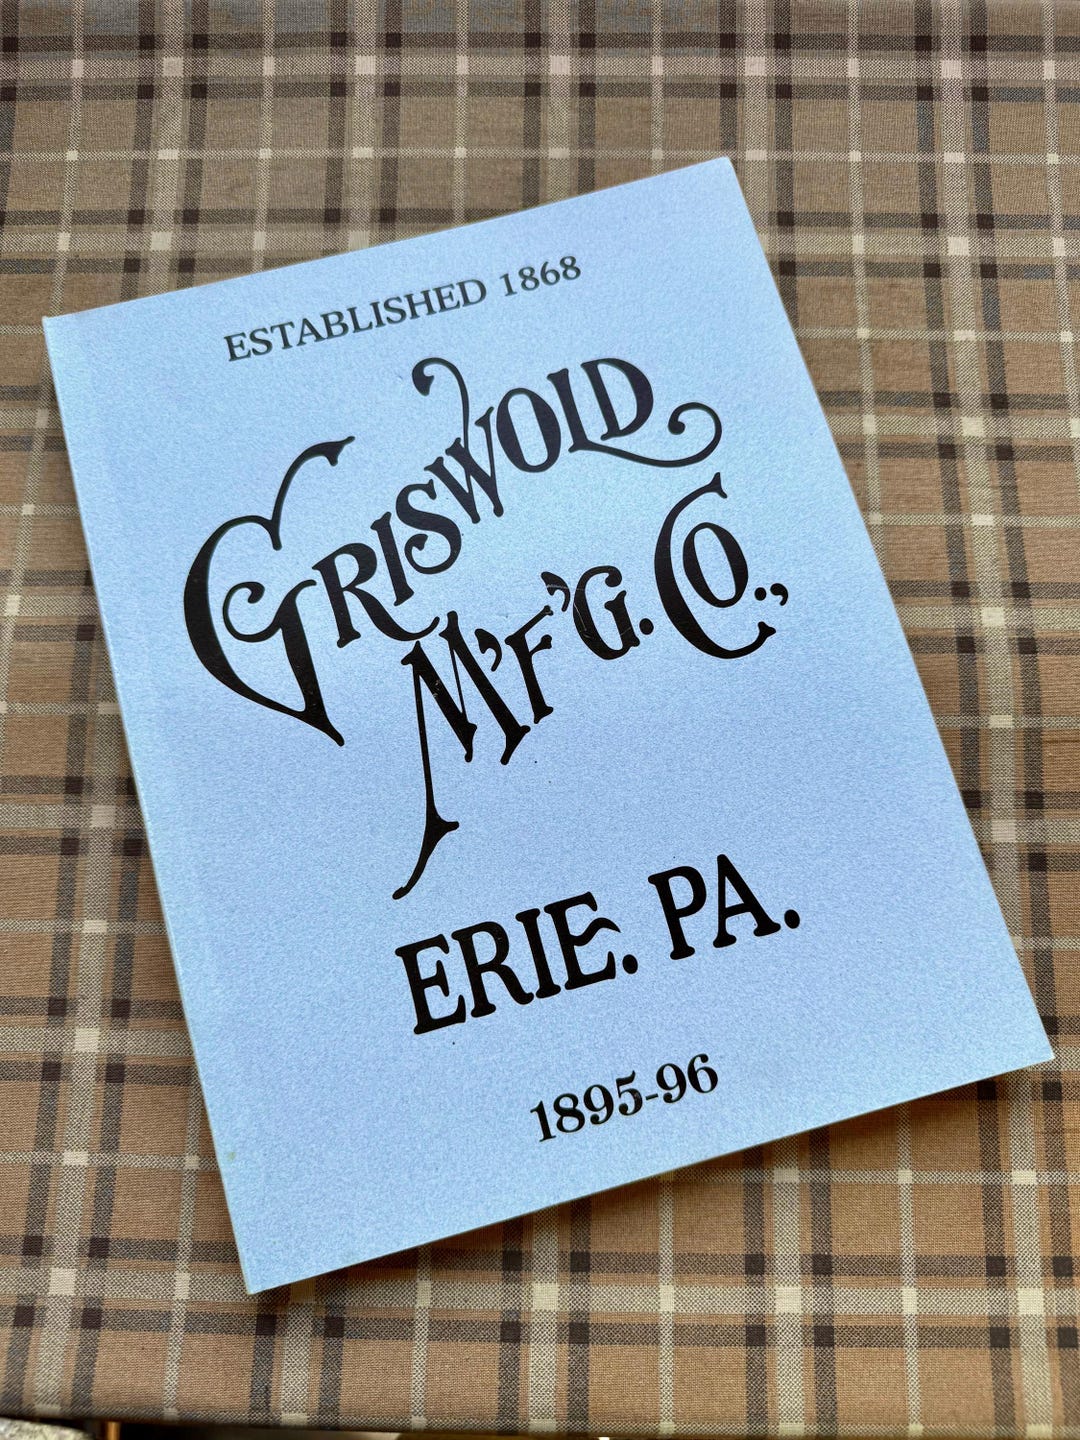 ESTABLISHED 1868
GRISWOLD
M'F'G. CO.,
ERIE. PA.
1895-96